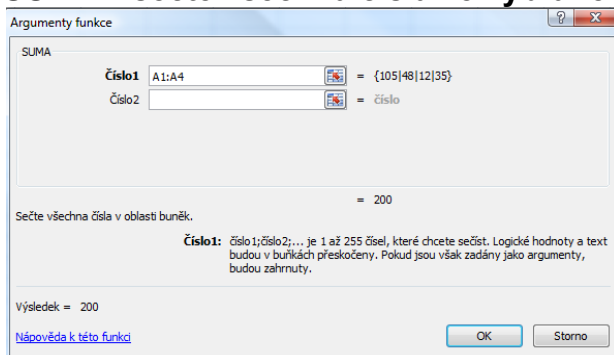 Argumenty funkce
SUMA
Číslo1 A1:A4 = {105|48|12|35}
Číslo2 = číslo
= 200
Sečte všechna čísla v oblasti buněk.
Číslo1: číslo1;číslo2;... je 1 až 255 čísel, které chcete sečíst. Logické hodnoty a text
budou v buňkách přeskočeny. Pokud jsou však zadány jako argumenty,
budou zahrnuty.
Výsledek = 200
Nápověda k této funkci OK Storno